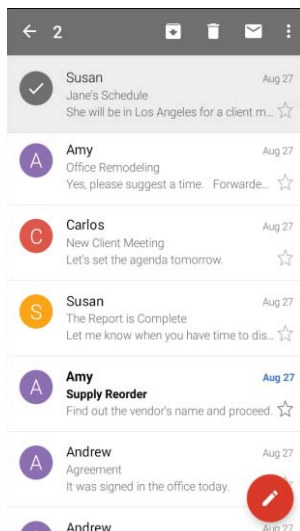 2
Susan Aug 27
Jane's Schedule
She will be in Los Angeles for a client m...
A Amy Aug 27
Office Remodeling
Yes, please suggest a time. Forwarde...
C Carlos Aug 27
New Client Meeting
Let's set the agenda tomorrow.
S Susan Aug 27
The Report is Complete
Let me know when you have time to dis...
A Amy Aug 27
Supply Reorder
Find out the vendor's name and proceed.
A Andrew Aug 27
Agreement
It was signed in the office today.
Andrew Aug 27